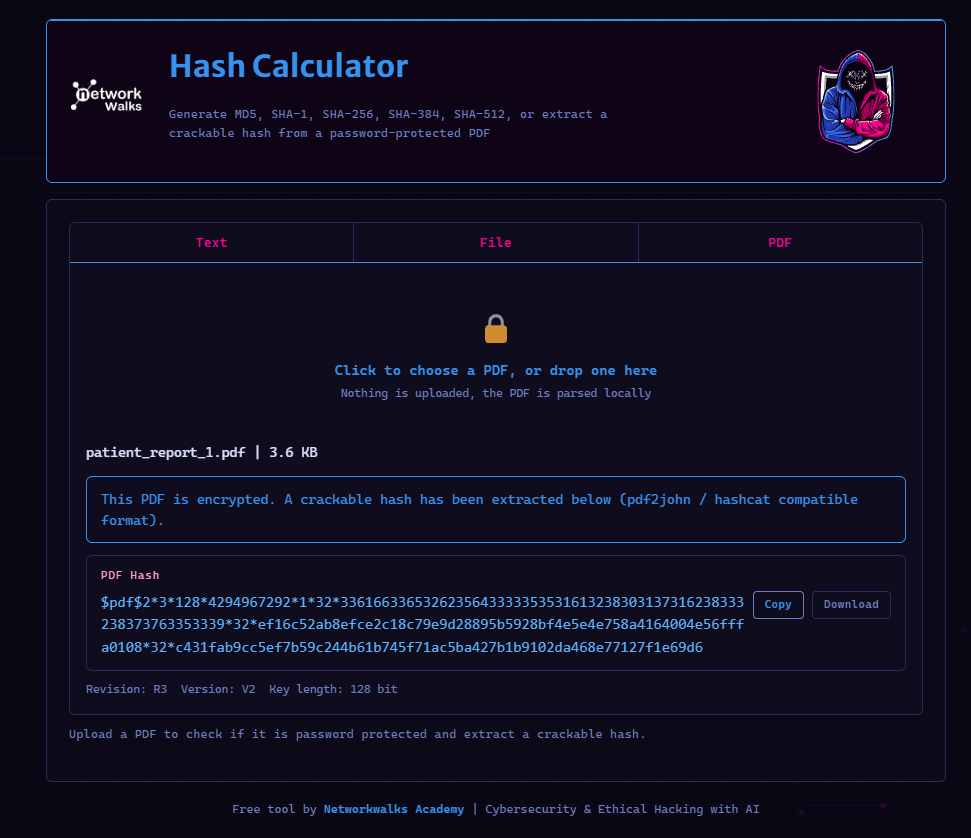 network
Walks
Hash Calculator
Generate MD5, SHA-1, SHA-256, SHA-384, SHA-512, or extract a
crackable hash from a password-protected PDF
Text
File
PDF
Click to choose a PDF, or drop one here
Nothing is uploaded, the PDF is parsed locally
patient_report_1.pdf | 3.6 KB
This PDF is encrypted. A crackable hash has been extracted below (pdf2john / hashcat compatible
format).
PDF Hash
$pdf$2*3*128*4294967292*1*32*3361663365326235643333353531613238303137316238333
238373763353339*32*ef16c52ab8efce2c18c79e9d28895b5928bf4e5e4e758a4164004e56fff
a0108*32*c431fab9cc5ef7b59c244b61b745f71ac5ba427b1b9102da468e77127f1e69d6
Copy
Download
Revision: R3 Version: V2 Key length: 128 bit
Upload a PDF to check if it is password protected and extract a crackable hash.
Free tool by Networkwalks Academy | Cybersecurity & Ethical Hacking with AI